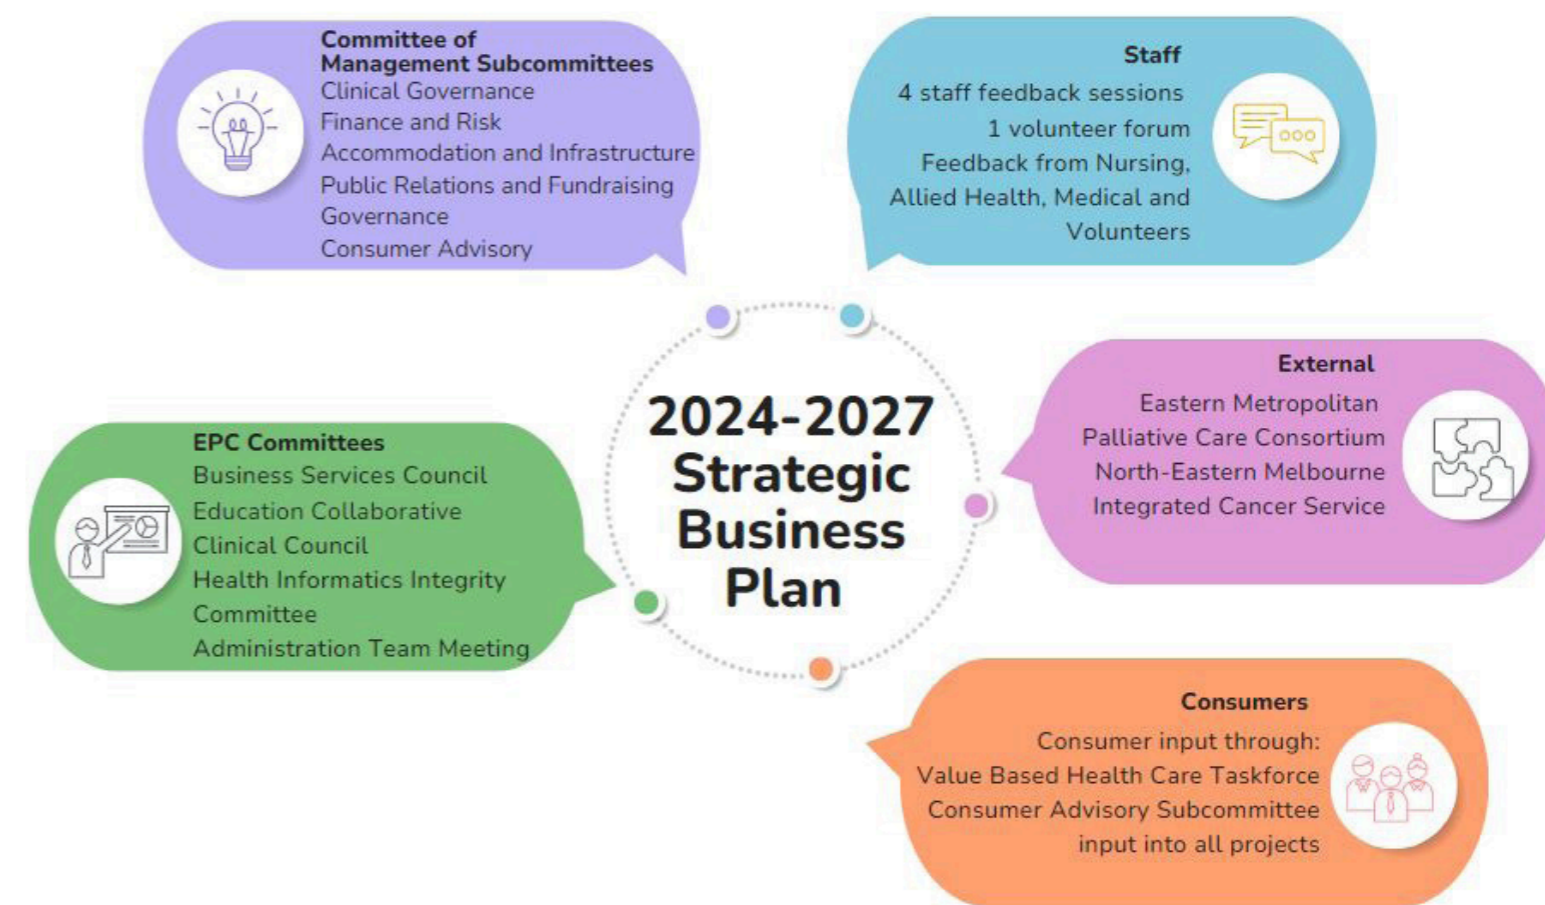 Committee of
Management Subcommittees
Clinical Governance
Finance and Risk
Accommodation and Infrastructure
Public Relations and Fundraising
Governance
Consumer Advisory
Staff
4 staff feedback sessions
1 volunteer forum
Feedback from Nursing,
Allied Health, Medical and
Volunteers
2024-2027
Strategic
Business
Plan
External
Eastern Metropolitan
Palliative Care Consortium
North-Eastern Melbourne
Integrated Cancer Service
EPC Committees
Business Services Council
Education Collaborative
Clinical Council
Health Informatics Integrity
Committee
Administration Team Meeting
Consumers
Consumer input through:
Value Based Health Care Taskforce
Consumer Advisory Subcommittee
input into all projects